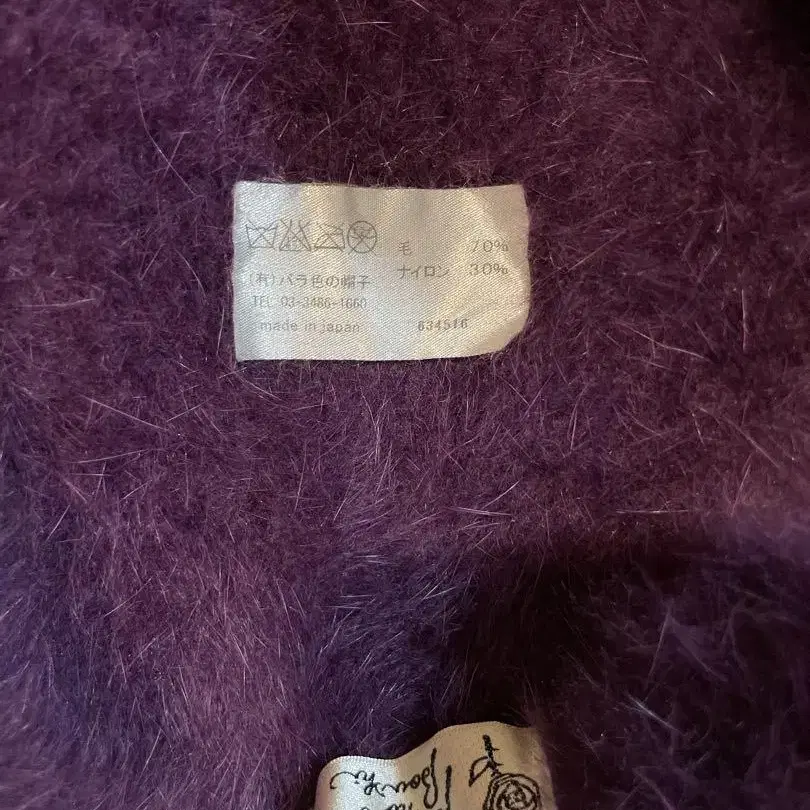 毛 70%
ナイロン 30%
(有)バラ色の帽子
TEL 03-3486-1660
made in japan 634516
Boushi